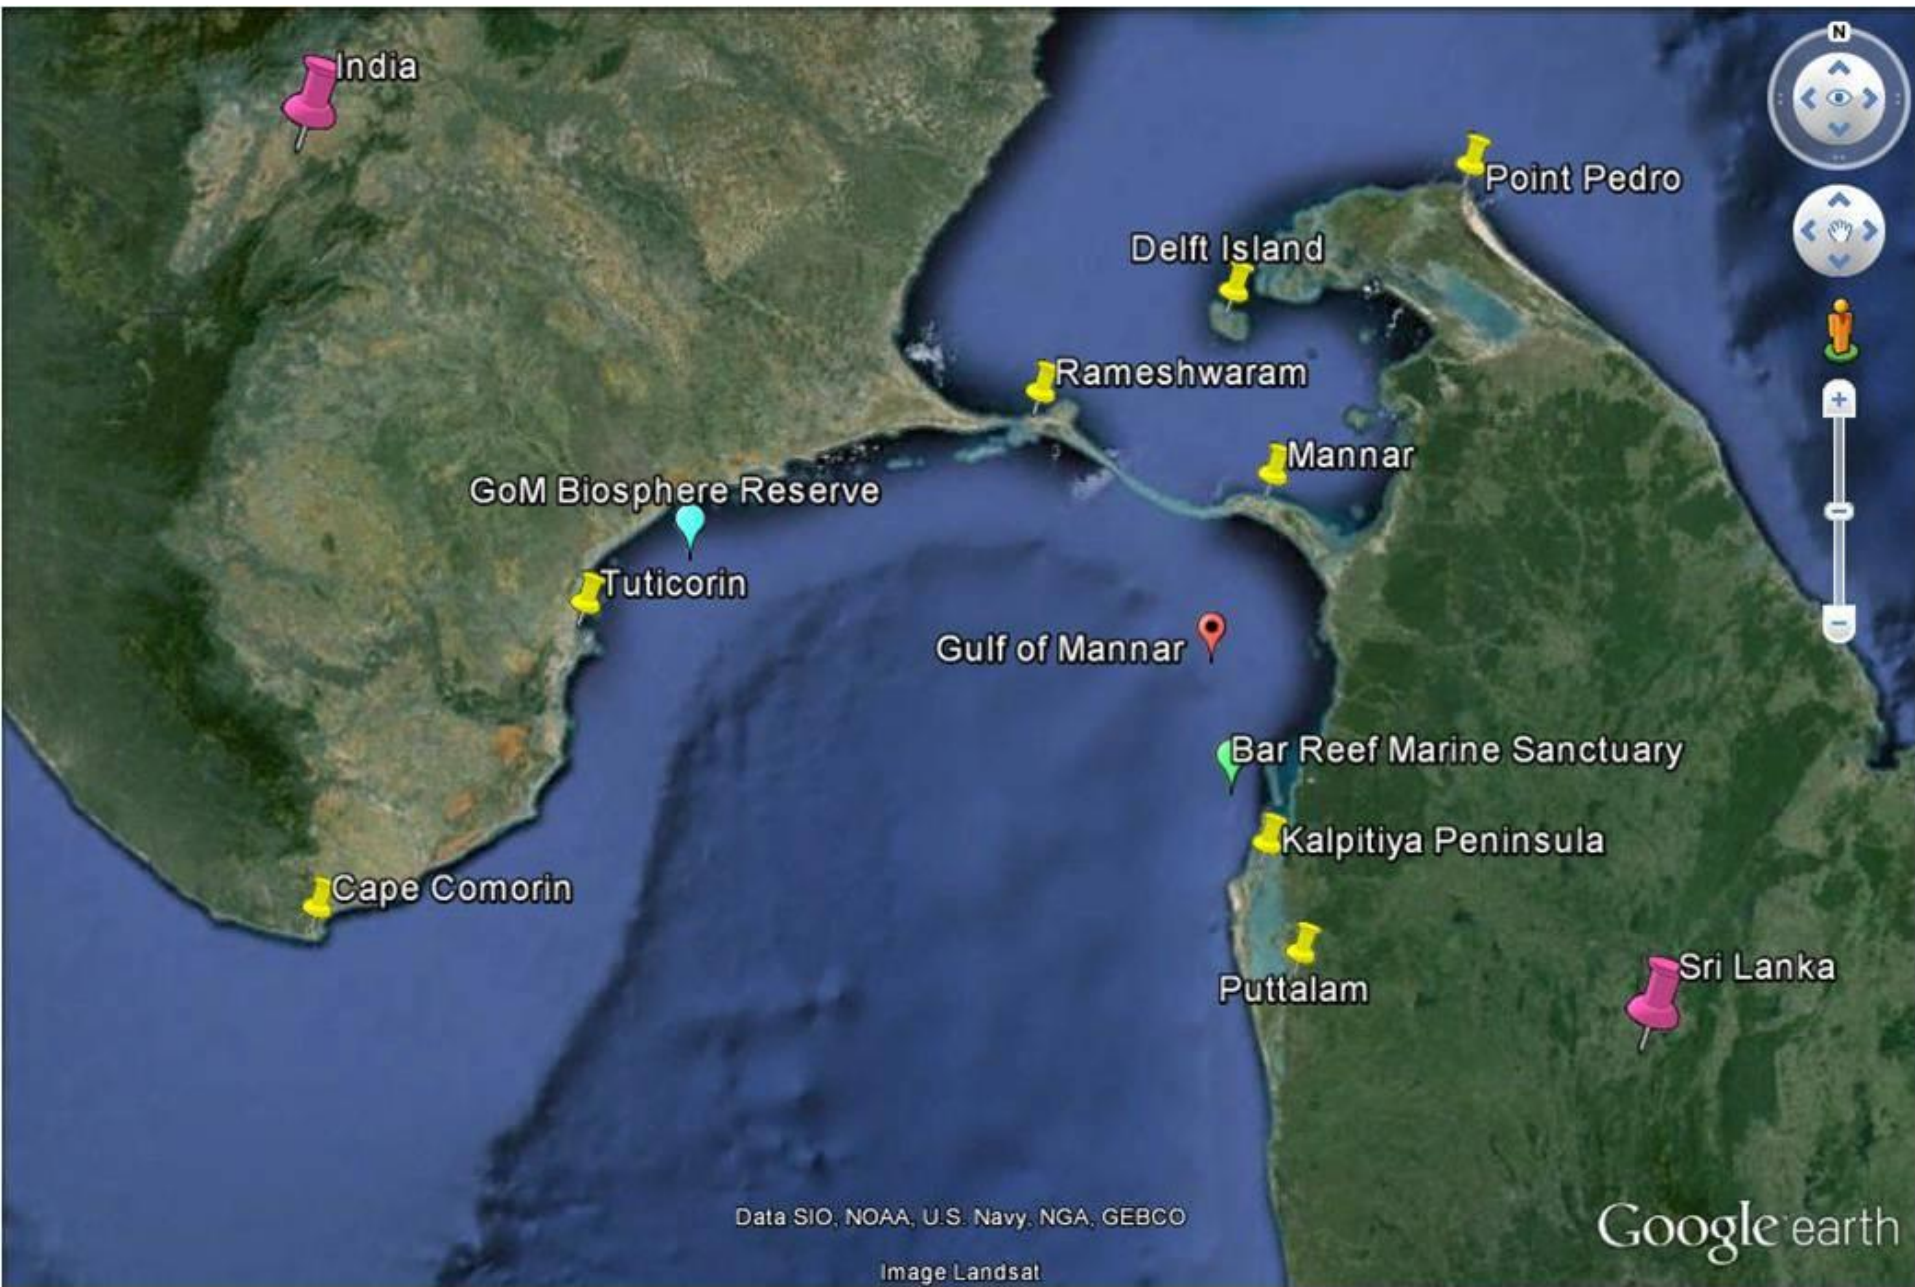 India
N
Point Pedro
Delft Island
Rameshwaram
Mannar
GoM Biosphere Reserve
Tuticorin
Gulf of Mannar
Bar Reef Marine Sanctuary
Kalpitiya Peninsula
Cape Comorin
Sri Lanka
Puttalam
Data SIO, NOAA, U.S. Navy, NGA, GEBCO
Google earth
Image Landsat